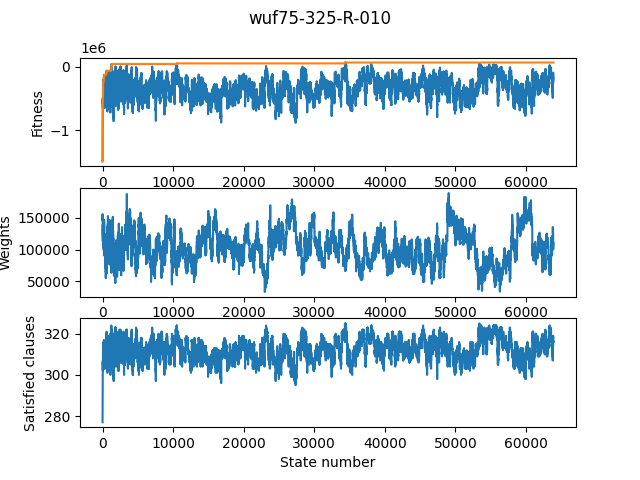 wuf75-325-R-010
1e6
0
−1
Fitness
0 10000 20000 30000 40000 50000 60000
150000
100000
50000
Weights
0 10000 20000 30000 40000 50000 60000
320
300
280
Satisfied clauses
0 10000 20000 30000 40000 50000 60000
State number